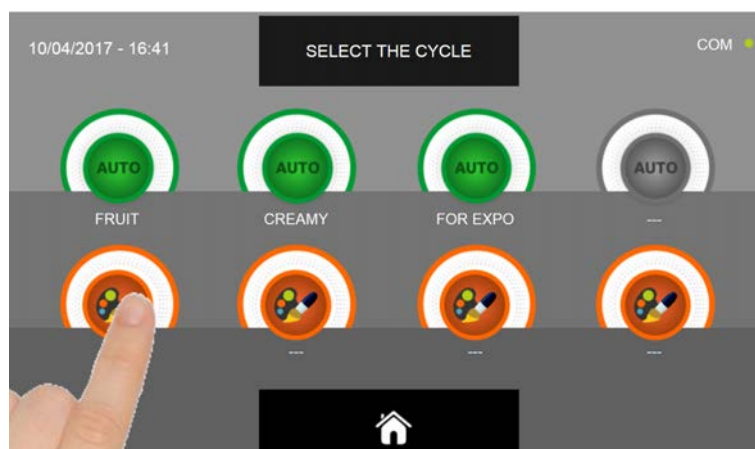 10/04/2017 - 16:41
SELECT THE CYCLE
COM
AUTO
AUTO
AUTO
AUTO
FRUIT
CREAMY
FOR EXPO
---
---
---
---